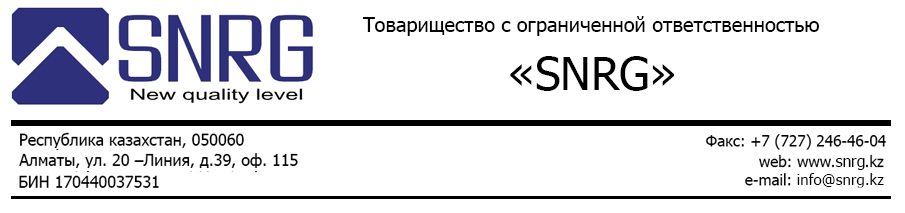 SNRG
New quality level
Товарищество с ограниченной ответственностью
«SNRG»
Республика казахстан, 050060
Алматы, ул. 20 –Линия, д.39, оф. 115
БИН 170440037531
Факс: +7 (727) 246-46-04
web: www.snrg.kz
e-mail: info@snrg.kz